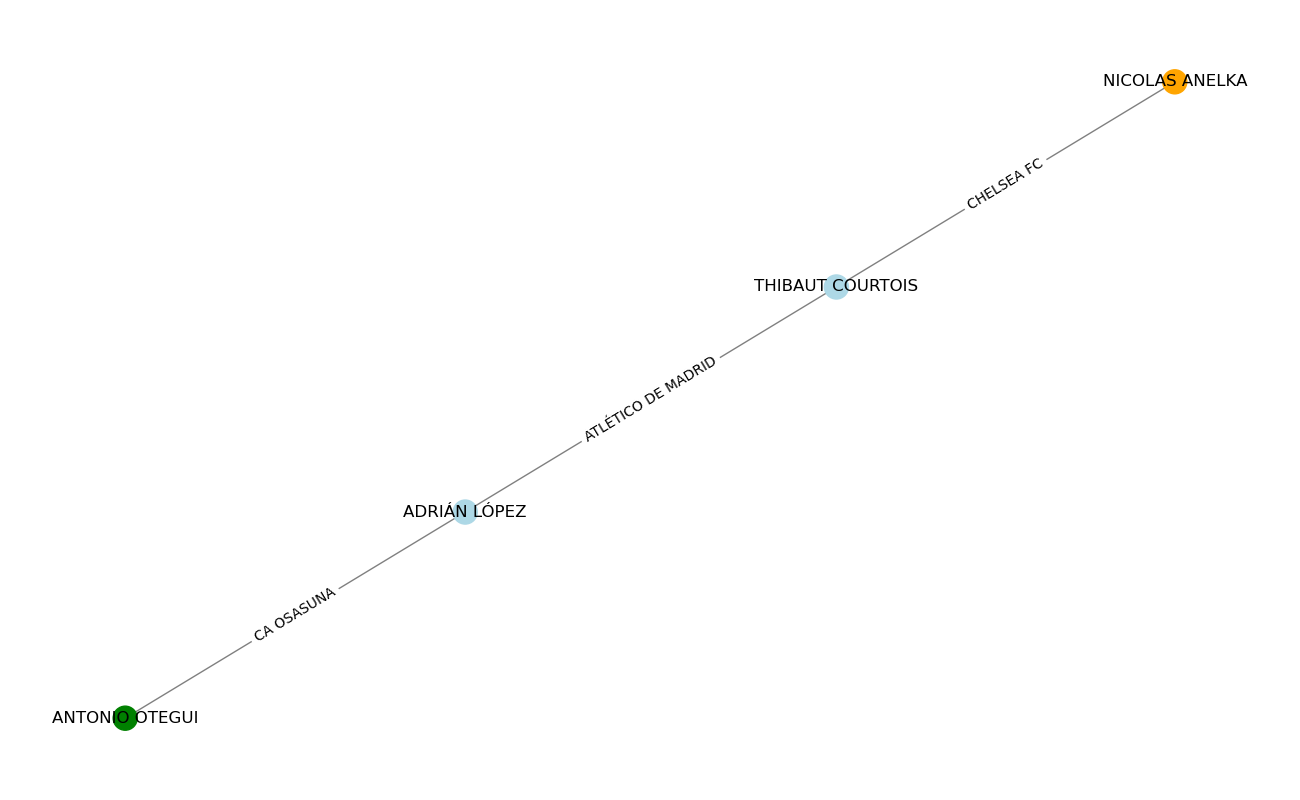 NICOLAS ANELKA
CHELSEA FC
THIBAUT COURTOIS
ATLÉTICO DE MADRID
ADRIÁN LÓPEZ
CA OSASUNA
ANTONIO OTEGUI